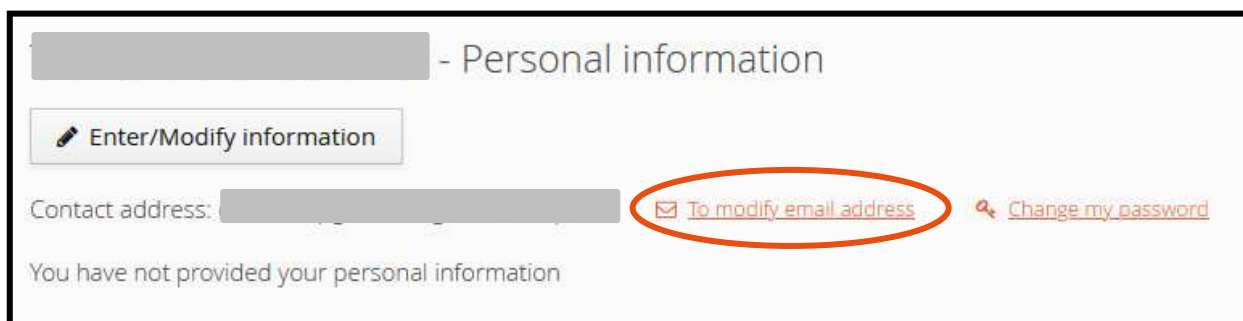 - Personal information
Enter/Modify information
Contact address: To modify email address Change my password
You have not provided your personal information